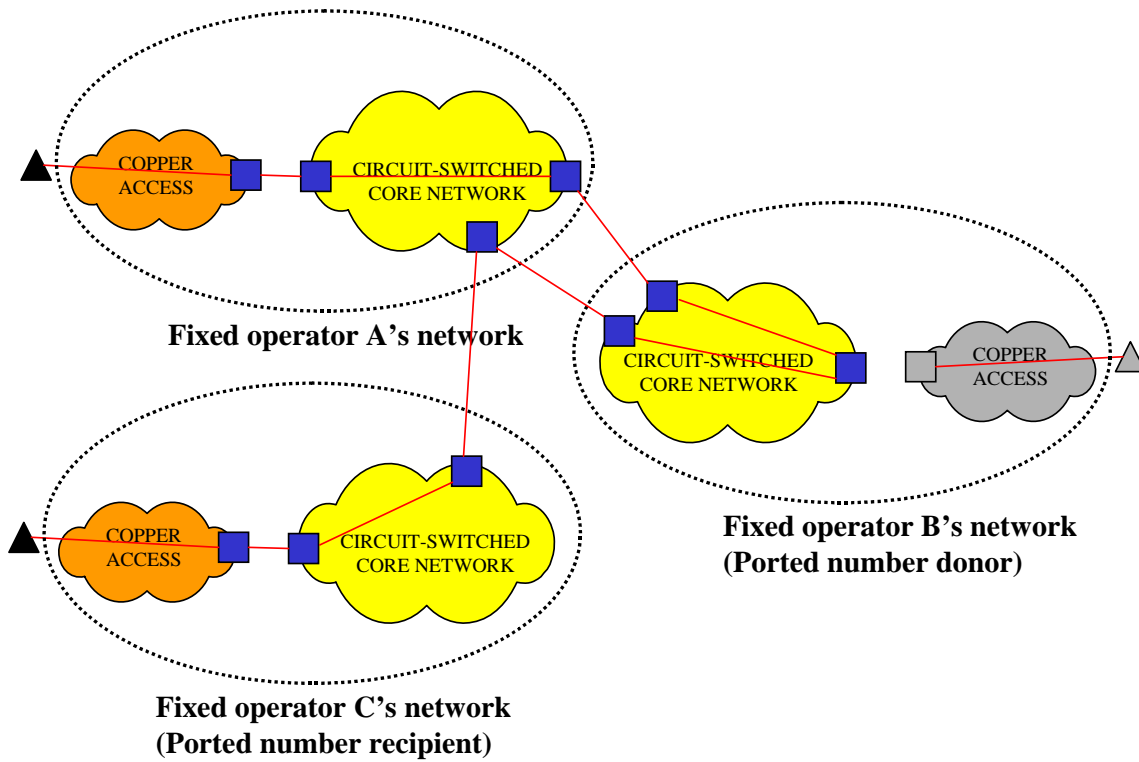 COPPER
ACCESS
CIRCUIT-SWITCHED
CORE NETWORK
Fixed operator A's network
CIRCUIT-SWITCHED
CORE NETWORK
COPPER
ACCESS
Fixed operator B's network
(Ported number donor)
COPPER
ACCESS
CIRCUIT-SWITCHED
CORE NETWORK
Fixed operator C's network
(Ported number recipient)